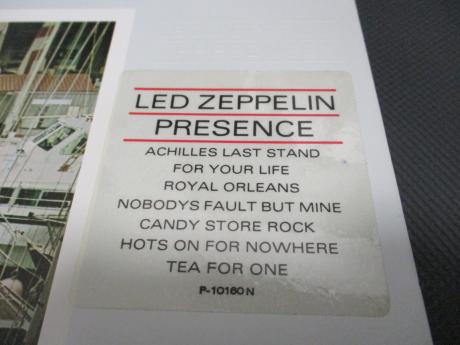 LED ZEPPELIN
PRESENCE
ACHILLES LAST STAND
FOR YOUR LIFE
ROYAL ORLEANS
NOBODYS FAULT BUT MINE
CANDY STORE ROCK
HOTS ON FOR NOWHERE
TEA FOR ONE
P-10160N